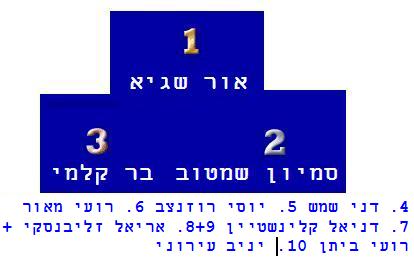 1
אור שגיא
3 2
סמיון שמטוב בר קלמי
4. דני שמש 5. יוסי רוזנצב 6. רועי מאור
7. דניאל קלינשטיין 8+9. אריאל זליבנסקי +
רועי ביתן 10. יניב עירוני